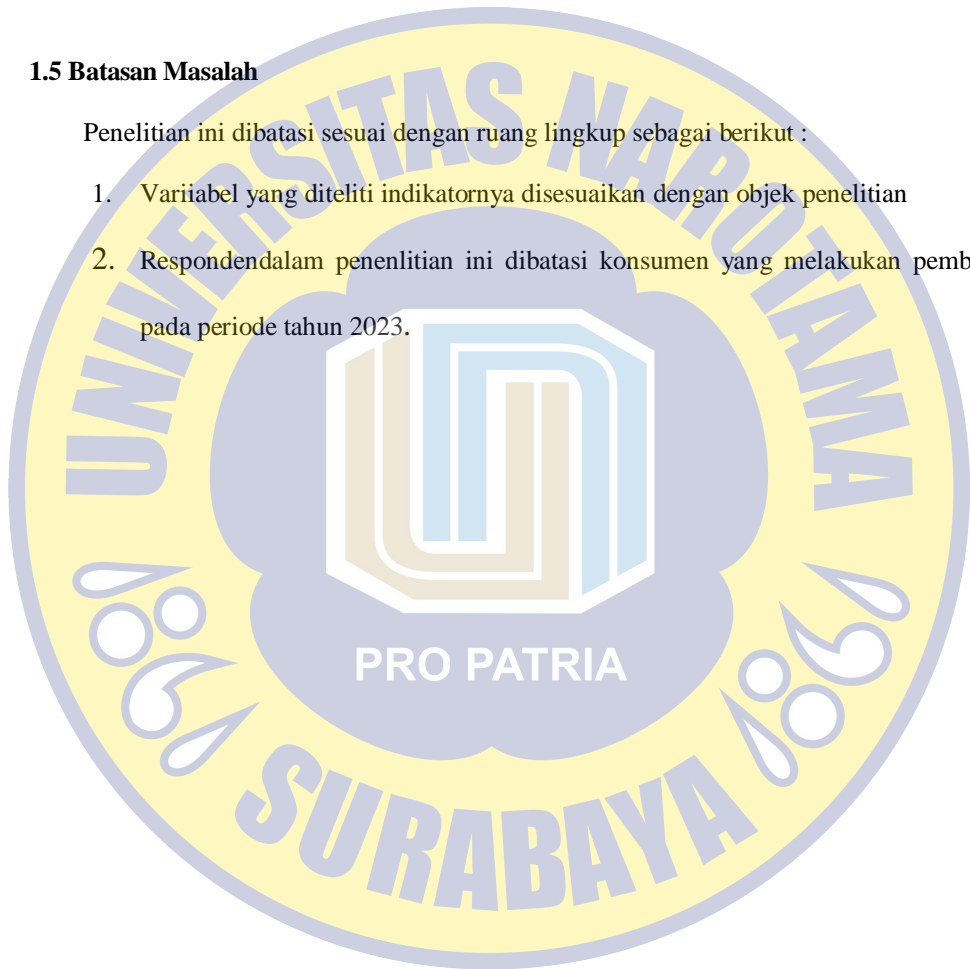 1.5 Batasan Masalah
Penelitian ini dibatasi sesuai dengan ruang lingkup sebagai berikut :
1. Variiabel yang diteliti indikatornya disesuaikan dengan objek penelitian
2. Respondendalam penenlitian ini dibatasi konsumen yang melakukan pemb
pada periode tahun 2023.
UNIVERSITAS NAROTAMA
PRO PATRIA
SURABAYA